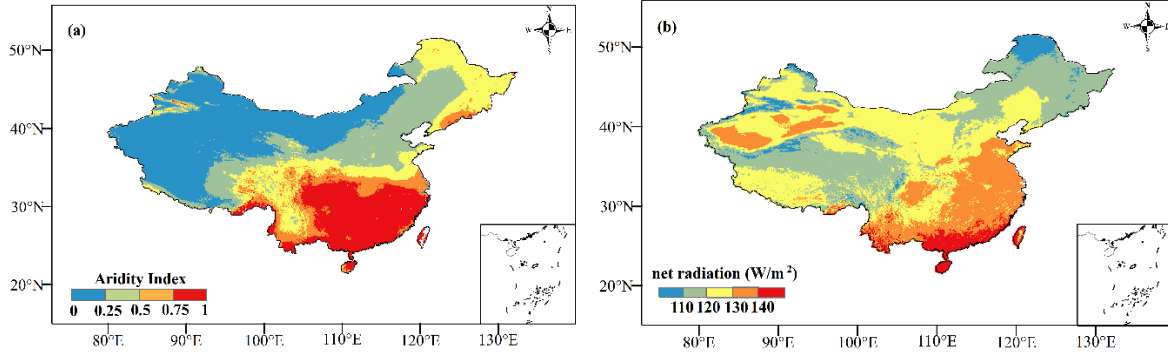 (a)
N
W E
S
50°N
40°N
30°N
20°N
Aridity Index
0 0.25 0.5 0.75 1
80°E 90°E 100°E 110°E 120°E 130°E
(b)
N
W E
S
50°N
40°N
30°N
20°N
net radiation (W/m²)
110 120 130 140
80°E 90°E 100°E 110°E 120°E 130°E